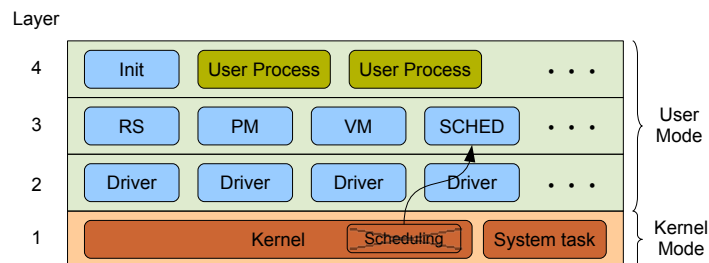 Layer
4 Init User Process User Process . . .
3 RS PM VM SCHED . . .
User Mode
2 Driver Driver Driver Driver . . .
1 Kernel Scheduling System task
Kernel Mode